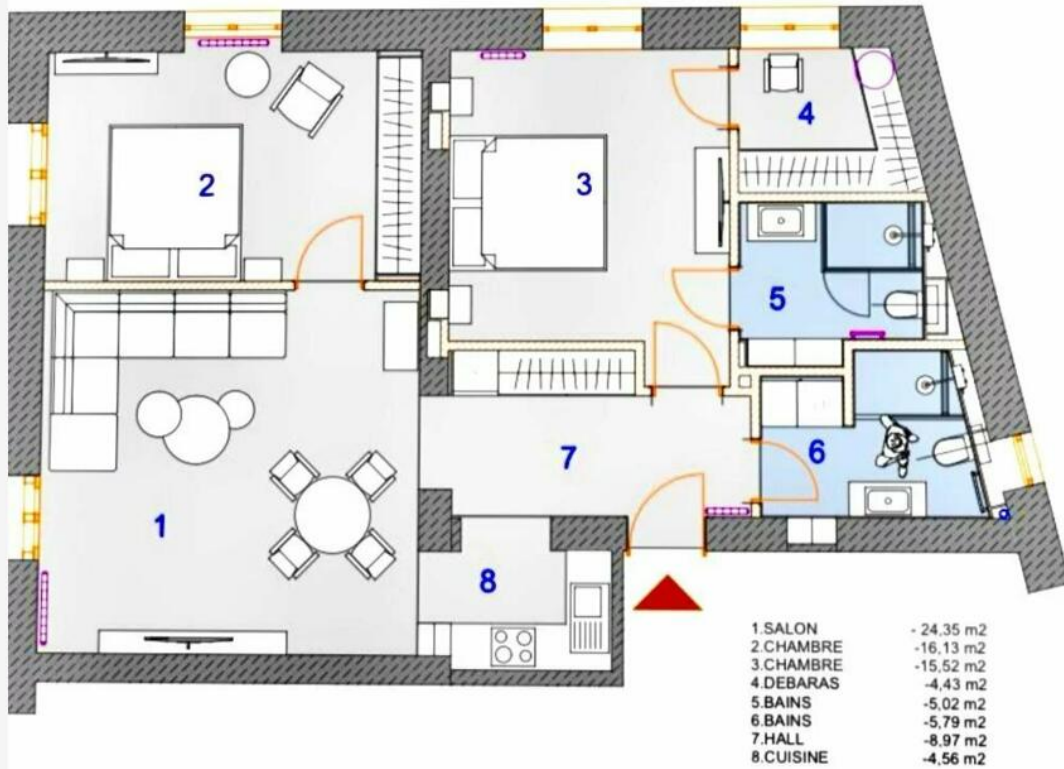 2
3
4
5
1
7
6
8
1.SALON - 24,35 m2
2.CHAMBRE -16,13 m2
3.CHAMBRE -15,52 m2
4.DEBARAS -4,43 m2
5.BAINS -5,02 m2
6.BAINS -5,79 m2
7.HALL -8,97 m2
8.CUISINE -4,56 m2